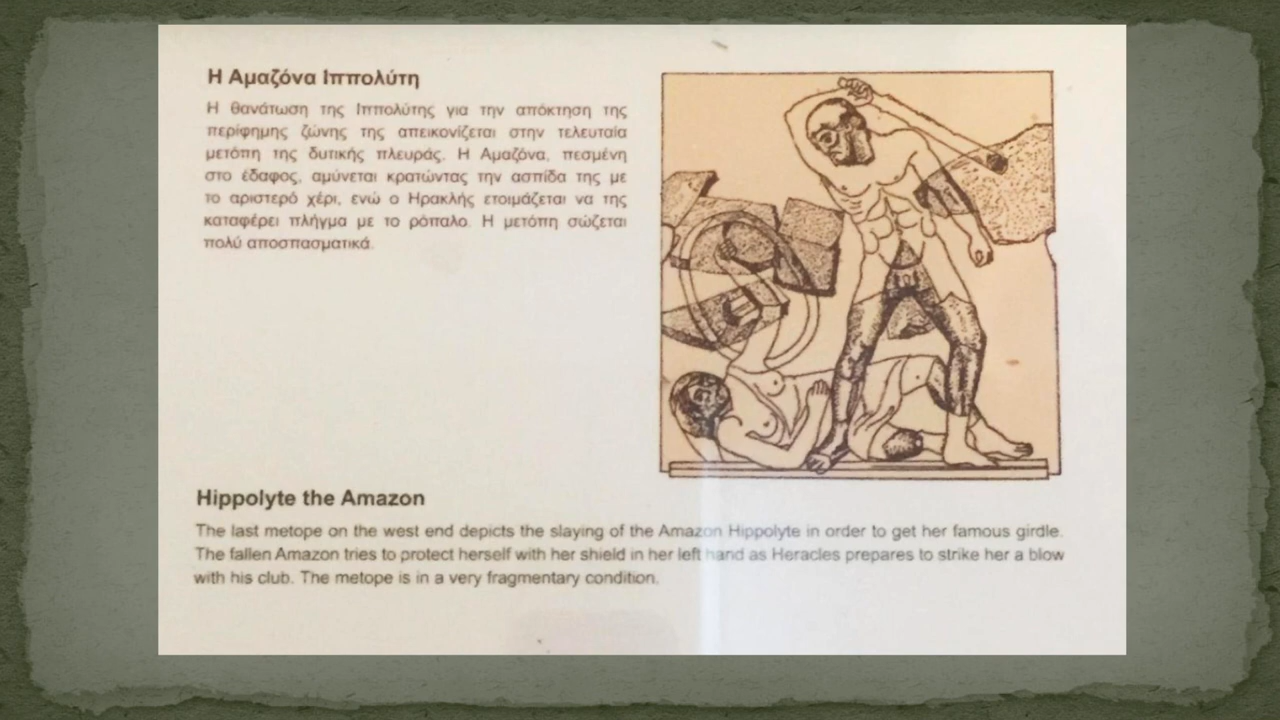 Η Αμαζόνα Ιππολύτη
Η θανάτωση της Ιππολύτης για την απόκτηση της
περίφημης ζώνης της απεικονίζεται στην τελευταία
μετόπη της δυτικής πλευράς. Η Αμαζόνα, πεσμένη
στο έδαφος, αμύνεται κρατώντας την ασπίδα της με
το αριστερό χέρι, ενώ ο Ηρακλής ετοιμάζεται να της
καταφέρει πλήγμα με το ρόπαλο. Η μετόπη σώζεται
πολύ αποσπασματικά.
Hippolyte the Amazon
The last metope on the west end depicts the slaying of the Amazon Hippolyte in order to get her famous girdle.
The fallen Amazon tries to protect herself with her shield in her left hand as Heracles prepares to strike her a blow
with his club. The metope is in a very fragmentary condition.